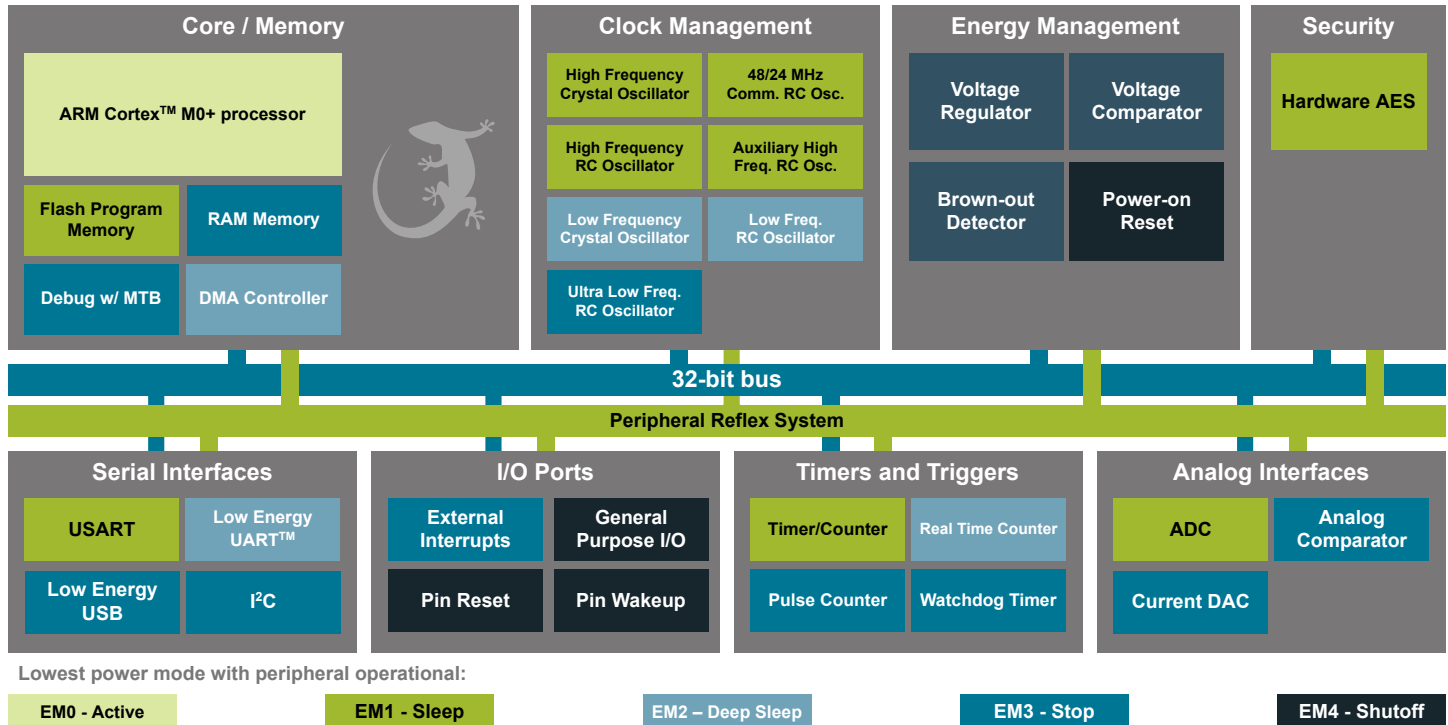 Core / Memory
ARM Cortex™ M0+ processor
Flash Program
Memory
RAM Memory
Debug w/ MTB
DMA Controller
Clock Management
High Frequency
Crystal Oscillator
48/24 MHz
Comm. RC Osc.
High Frequency
RC Oscillator
Auxiliary High
Freq. RC Osc.
Low Frequency
Crystal Oscillator
Low Freq.
RC Oscillator
Ultra Low Freq.
RC Oscillator
Energy Management
Voltage
Regulator
Voltage
Comparator
Brown-out
Detector
Power-on
Reset
Security
Hardware AES
32-bit bus
Peripheral Reflex System
Serial Interfaces
USART
Low Energy
UART™
Low Energy
USB
I²C
I/O Ports
External
Interrupts
General
Purpose I/O
Pin Reset
Pin Wakeup
Timers and Triggers
Timer/Counter
Real Time Counter
Pulse Counter
Watchdog Timer
Analog Interfaces
ADC
Analog
Comparator
Current DAC
Lowest power mode with peripheral operational:
EM0 - Active
EM1 - Sleep
EM2 – Deep Sleep
EM3 - Stop
EM4 - Shutoff